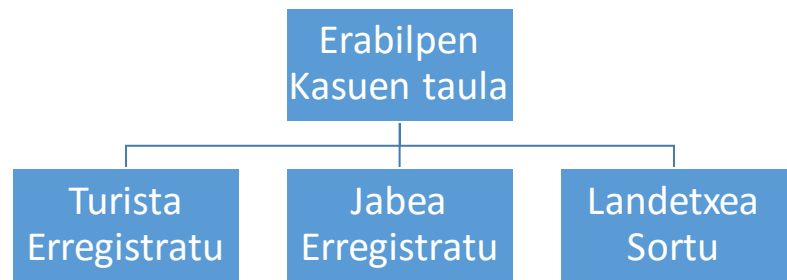 Erabilpen
Kasuen taula
Turista
Erregistratu
Jabea
Erregistratu
Landetxea
Sortu